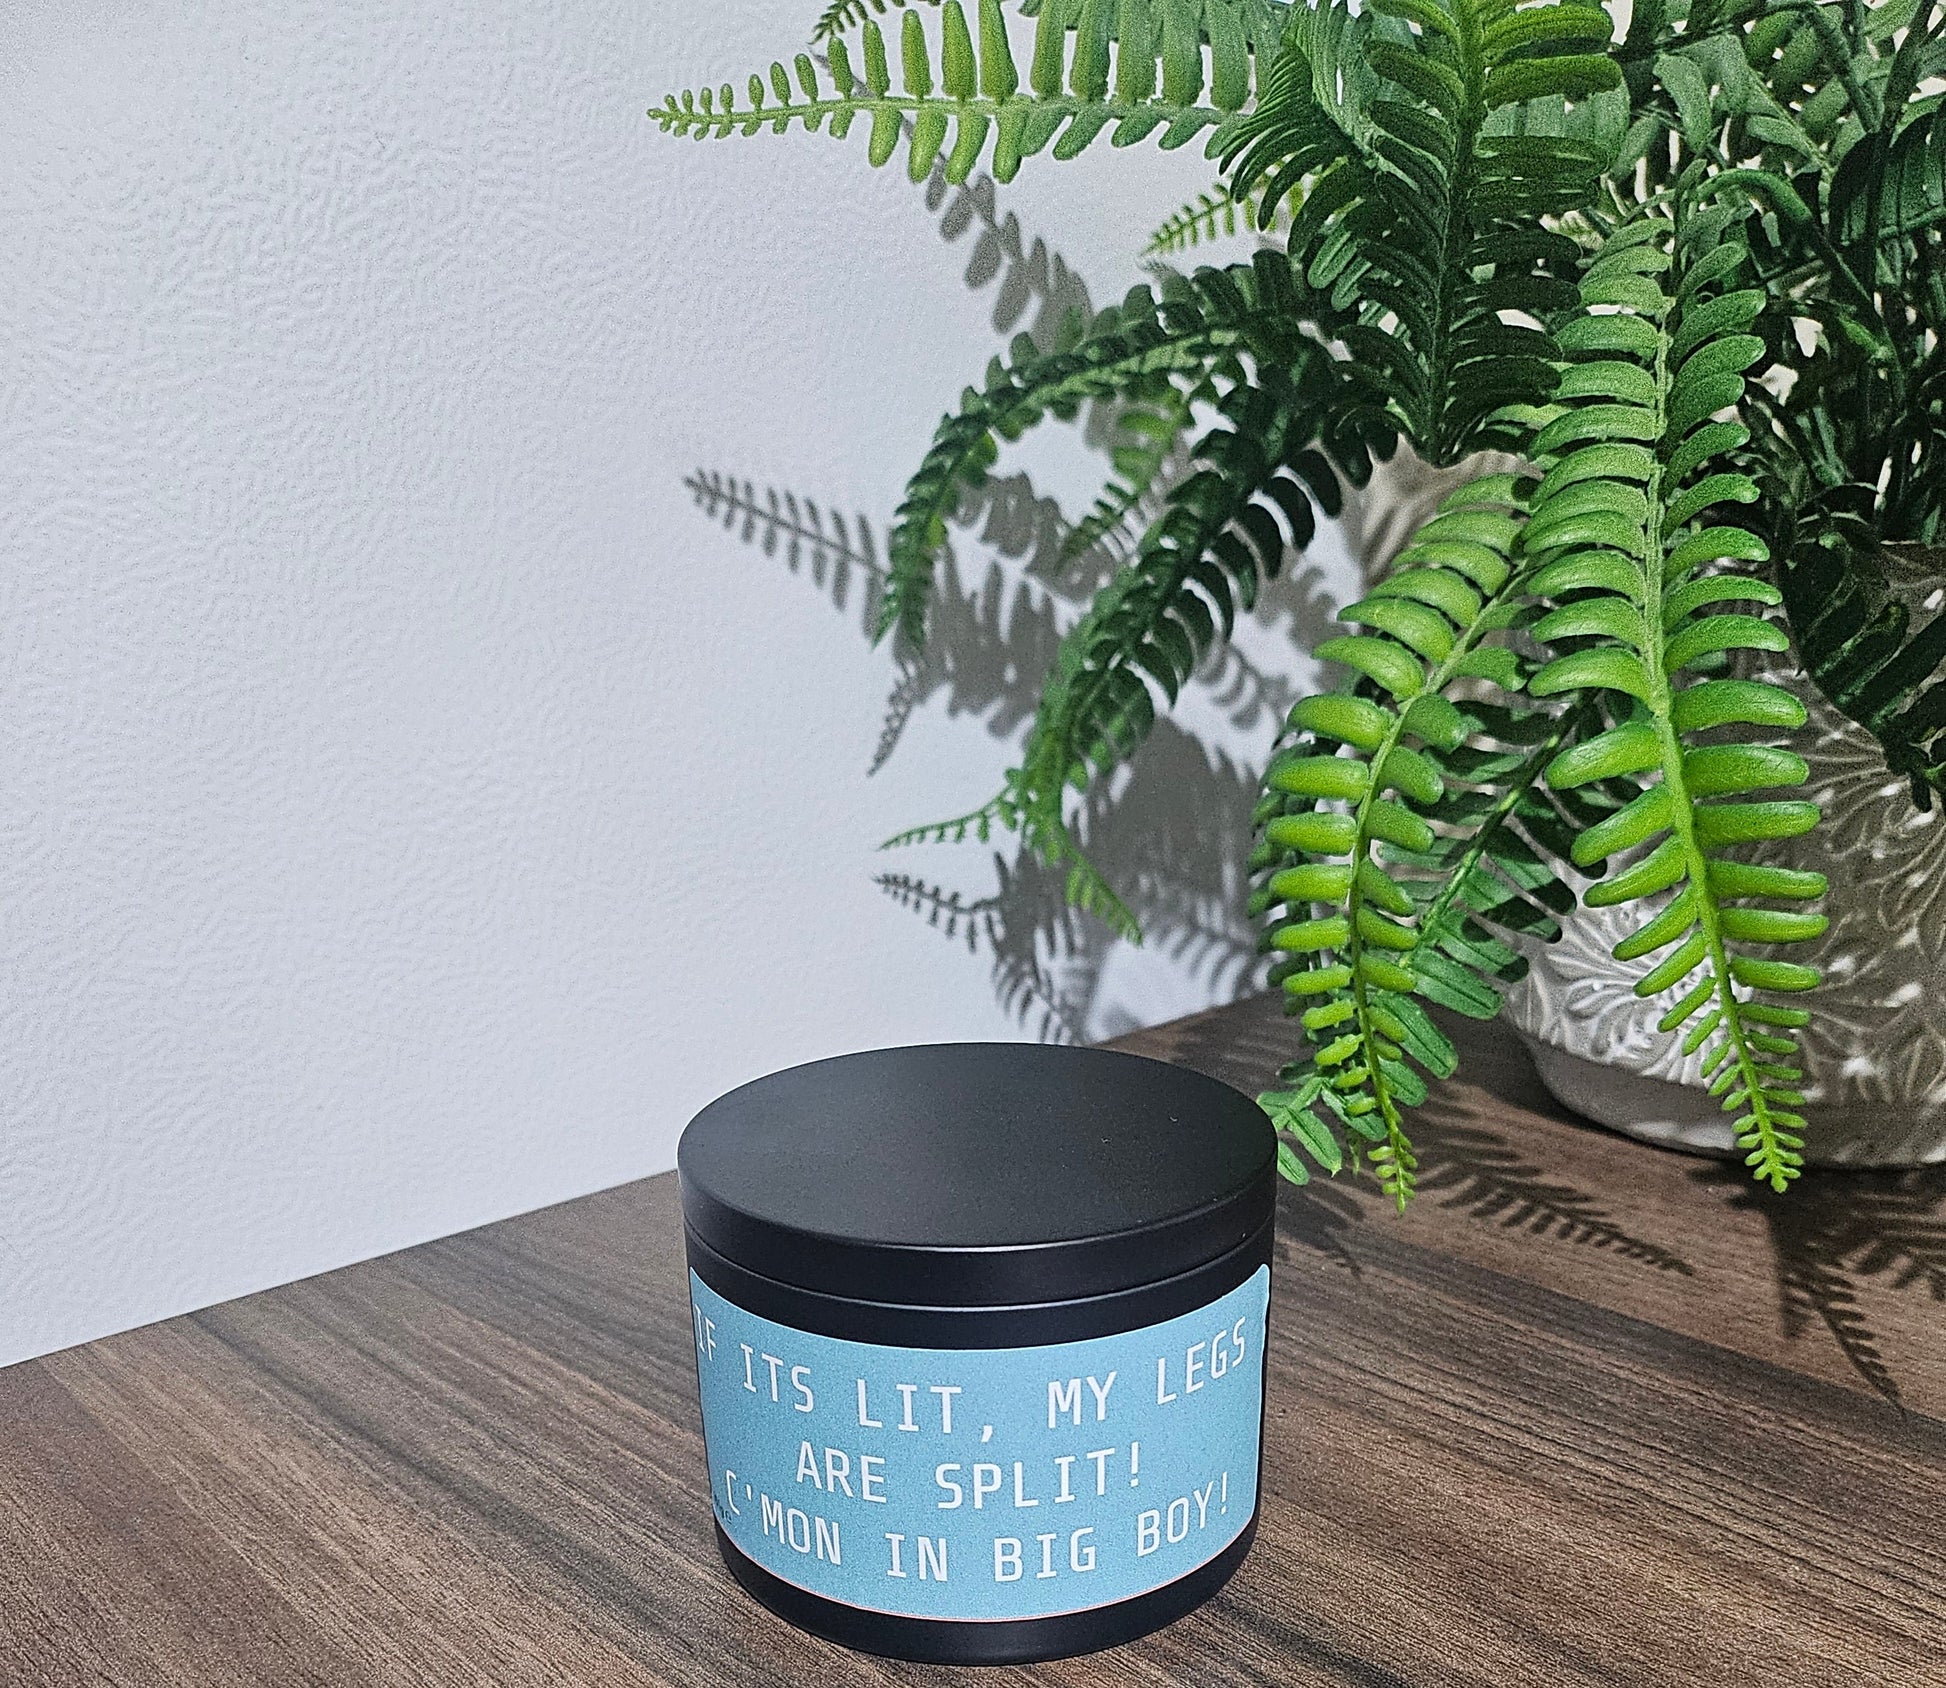 IF ITS LIT, MY LEGS
ARE SPLIT!
C'MON IN BIG BOY!